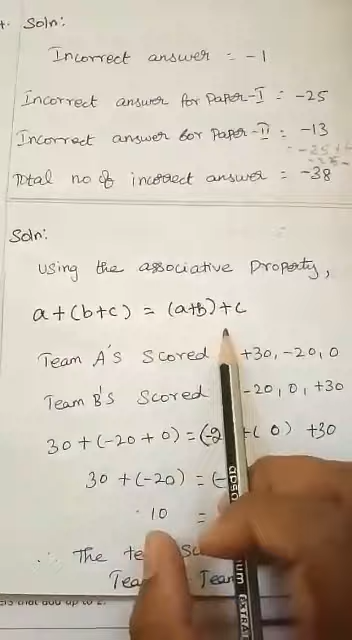 Soln:
Incorrect answer = -1
Incorrect answer for Paper-I = -25
Incorrect answer for Paper-II = -13
Total no of incorrect answer = -38
Soln:
Using the associative Property,
a+(b+c) = (a+b)+c
Team A's Scored +30, -20, 0
Team B's Scored -20, 0, +30
30+(-20+0)=(-2 0) +30
30+(-20) = (-
10 =
∴ The
Tea Team